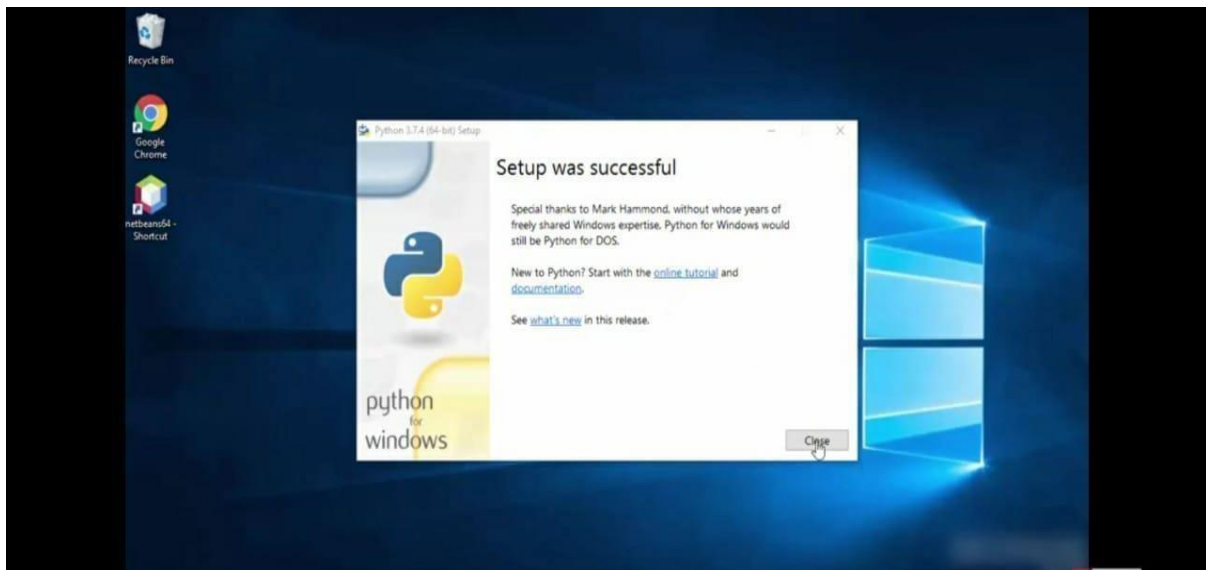 Recycle Bin
Google
Chrome
netbeans64 -
Shortcut
Python 3.7.4 (64-bit) Setup
Setup was successful
Special thanks to Mark Hammond, without whose years of
freely shared Windows expertise, Python for Windows would
still be Python for DOS.
New to Python? Start with the online tutorial and
documentation.
See what's new in this release.
python
for
windows
Close